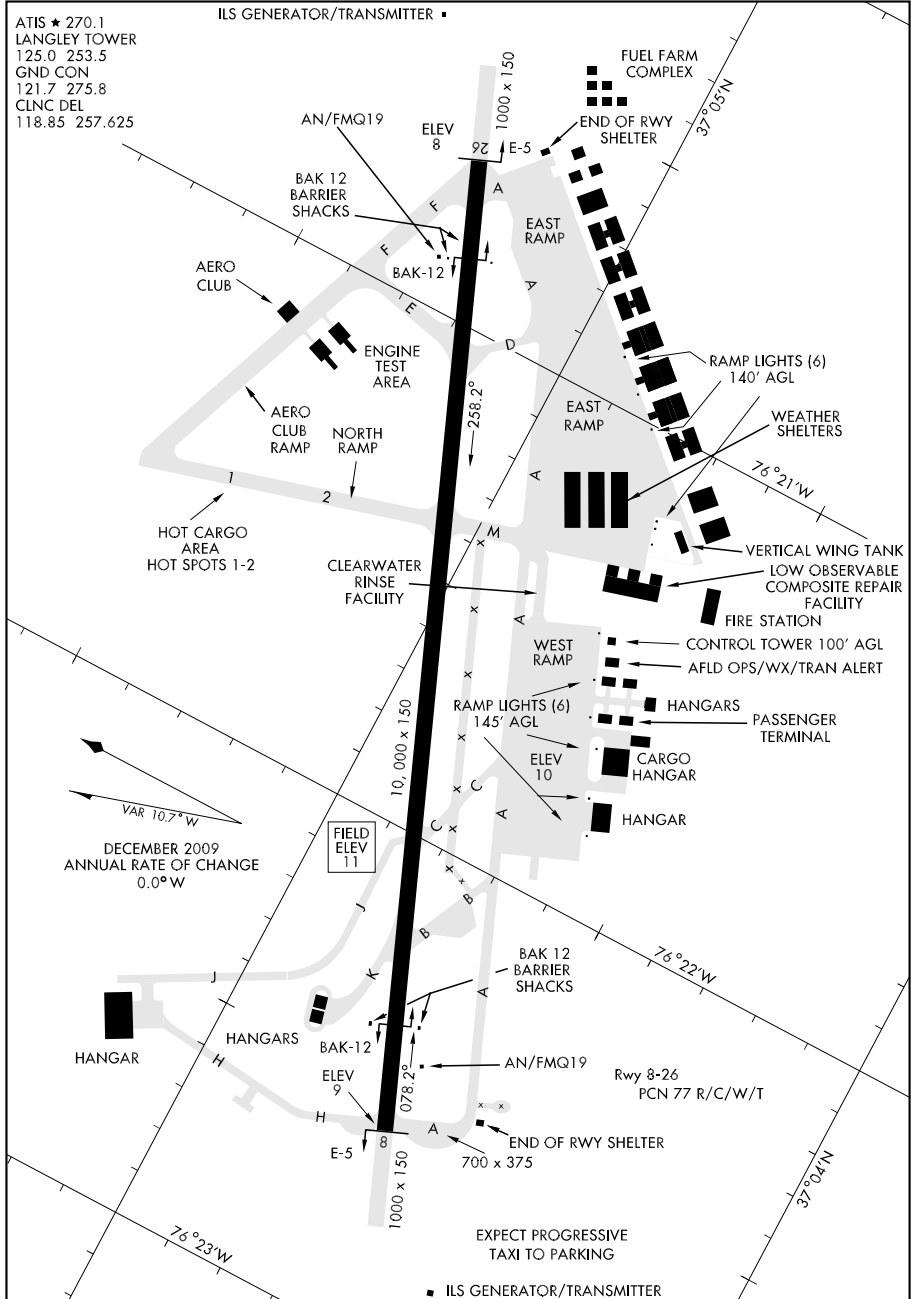 ATIS ★ 270.1
LANGLEY TOWER
125.0 253.5
GND CON
121.7 275.8
CLNC DEL
118.85 257.625
ILS GENERATOR/TRANSMITTER
FUEL FARM
COMPLEX
37°05'N
1000 x 150
END OF RWY
SHELTER
AN/FMQ19
ELEV
8
26
E-5
BAK 12
BARRIER
SHACKS
A
F
F
EAST
RAMP
BAK-12
A
AERO
CLUB
E
D
ENGINE
TEST
AREA
RAMP LIGHTS (6)
140' AGL
258.2°
EAST
RAMP
WEATHER
SHELTERS
AERO
CLUB
RAMP
NORTH
RAMP
A
76°21'W
1
2
M
HOT CARGO
AREA
HOT SPOTS 1-2
x
VERTICAL WING TANK
CLEARWATER
RINSE
FACILITY
LOW OBSERVABLE
COMPOSITE REPAIR
FACILITY
x
A
FIRE STATION
WEST
RAMP
CONTROL TOWER 100' AGL
AFLD OPS/WX/TRAN ALERT
x
RAMP LIGHTS (6)
145' AGL
HANGARS
PASSENGER
TERMINAL
x
10, 000 x 150
ELEV
10
CARGO
HANGAR
x
x
C
C
A
x
HANGAR
VAR 10.7° W
FIELD
ELEV
11
DECEMBER 2009
ANNUAL RATE OF CHANGE
0.0° W
x
x
x
J
B
B
76°22'W
BAK 12
BARRIER
SHACKS
J
K
A
HANGAR
HANGARS
BAK-12
H
AN/FMQ19
078.2°
ELEV
9
Rwy 8-26
PCN 77 R/C/W/T
H
x x
A
END OF RWY SHELTER
E-5
8
700 x 375
1000 x 150
37°04'N
76°23'W
EXPECT PROGRESSIVE
TAXI TO PARKING
ILS GENERATOR/TRANSMITTER